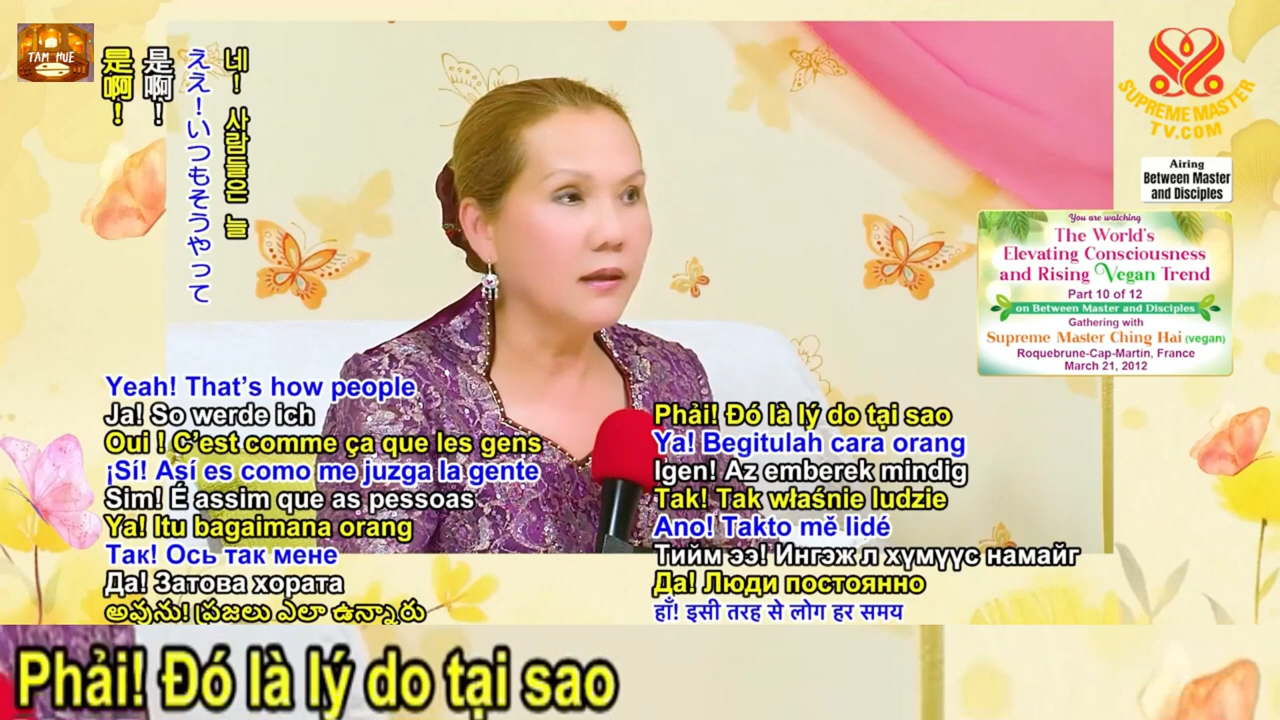 TAM HUE
是啊！
是啊！
ええ！いつもそうやって
네！ 사람들은 늘
SUPREME MASTER
TV.COM
Airing
Between Master
and Disciples
You are watching
The World's
Elevating Consciousness
and Rising Vegan Trend
Part 10 of 12
on Between Master and Disciples
Gathering with
Supreme Master Ching Hai (vegan)
Roquebrune-Cap-Martin, France
March 21, 2012
Yeah! That's how people
Ja! So werde ich
Oui ! C'est comme ça que les gens
¡Sí! Así es como me juzga la gente
Sim! É assim que as pessoas
Ya! Itu bagaimana orang
Так! Ось так мене
Да! Затова хората
అవును! ప్రజలు ఎలా ఉన్నారు
Phải! Đó là lý do tại sao
Ya! Begitulah cara orang
Igen! Az emberek mindig
Tak! Tak właśnie ludzie
Ano! Takto mě lidé
Тийм ээ! Ингэж л хүмүүс намайг
Да! Люди постоянно
हाँ! इसी तरह से लोग हर समय
Phải! Đó là lý do tại sao